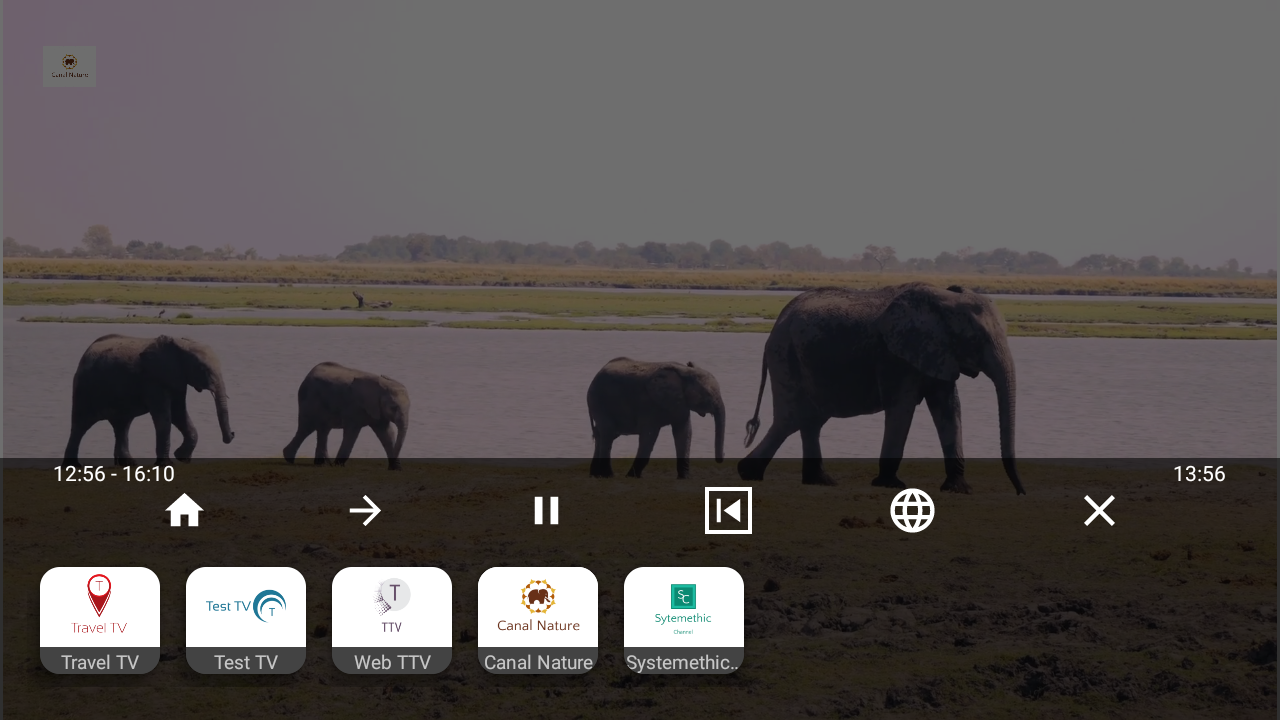 Canal Nature
12:56 - 16:10
13:56
T
Travel TV
Test TV
T
T
TTV
Canal Nature
SC
Sytemethic
Channel
Travel TV
Test TV
Web TTV
Canal Nature
Systemethic..